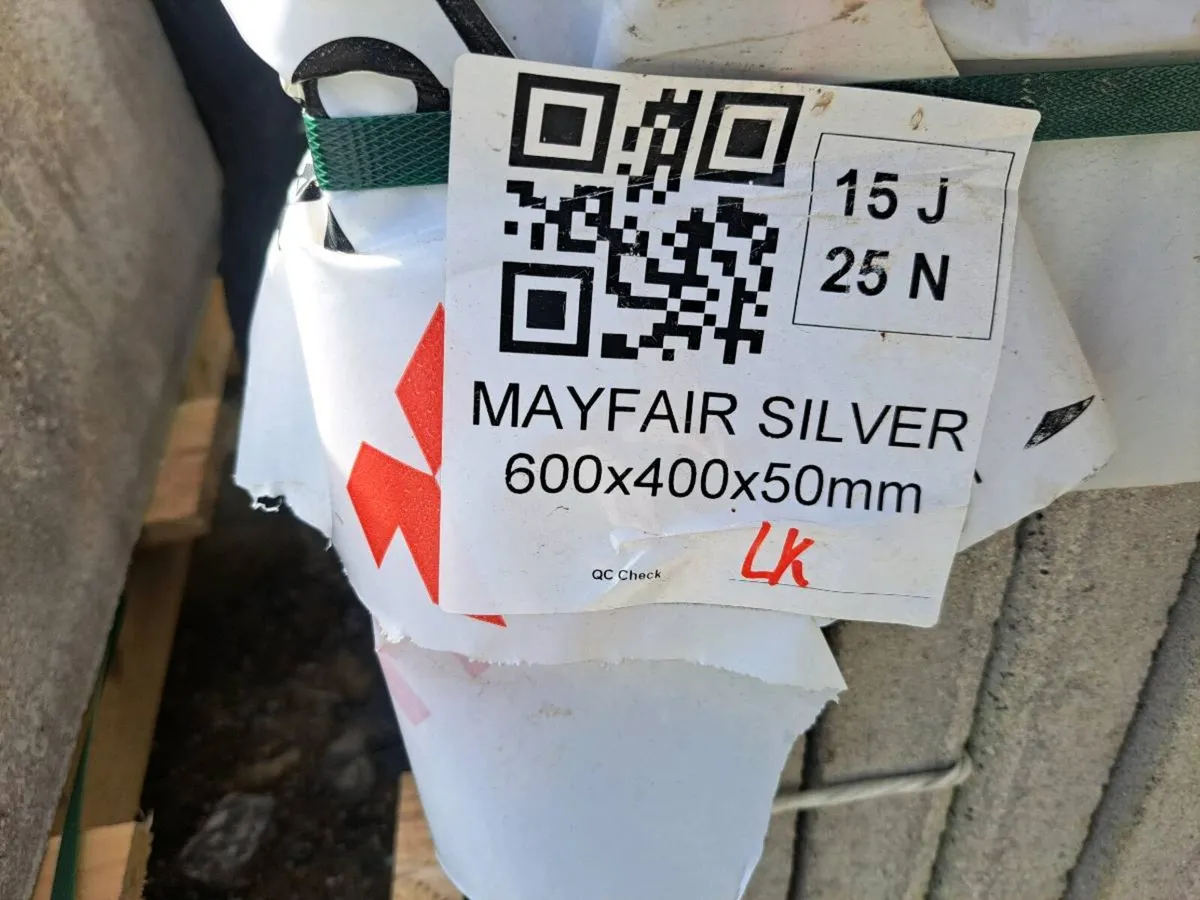 15 J
25 N
MAYFAIR SILVER
600x400x50mm
QC Check LK